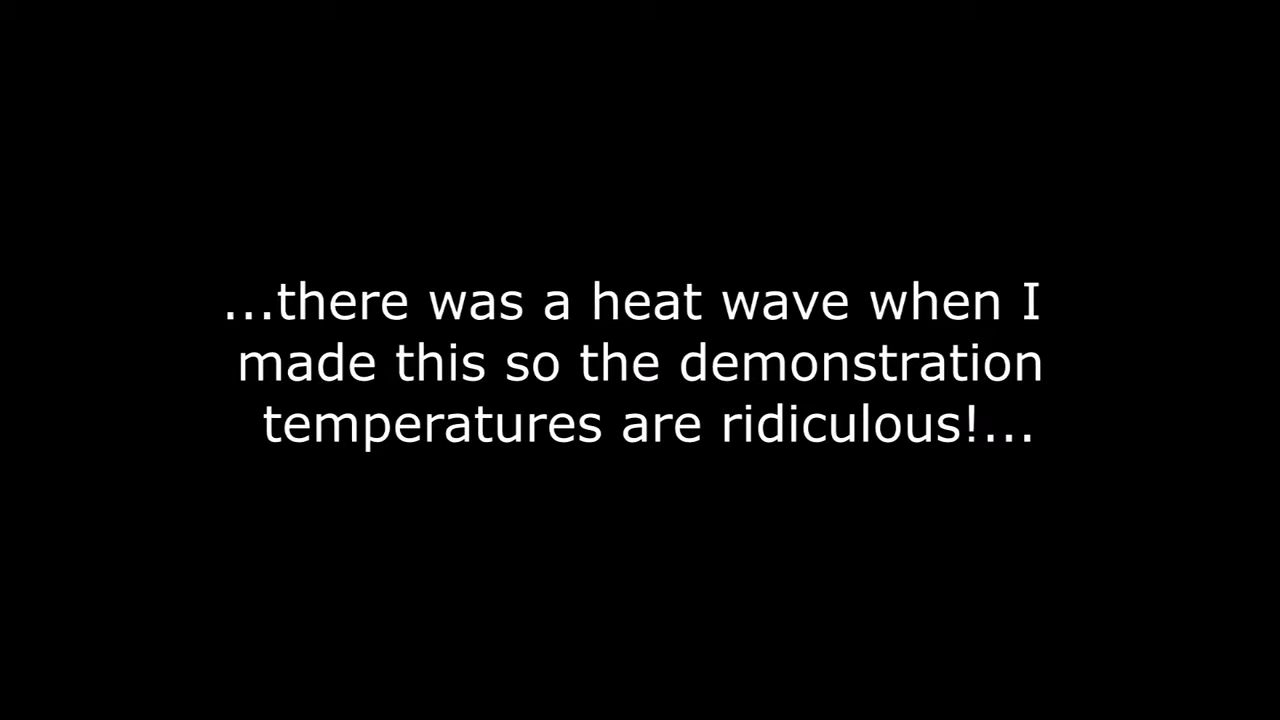 ...there was a heat wave when I
made this so the demonstration
temperatures are ridiculous!...